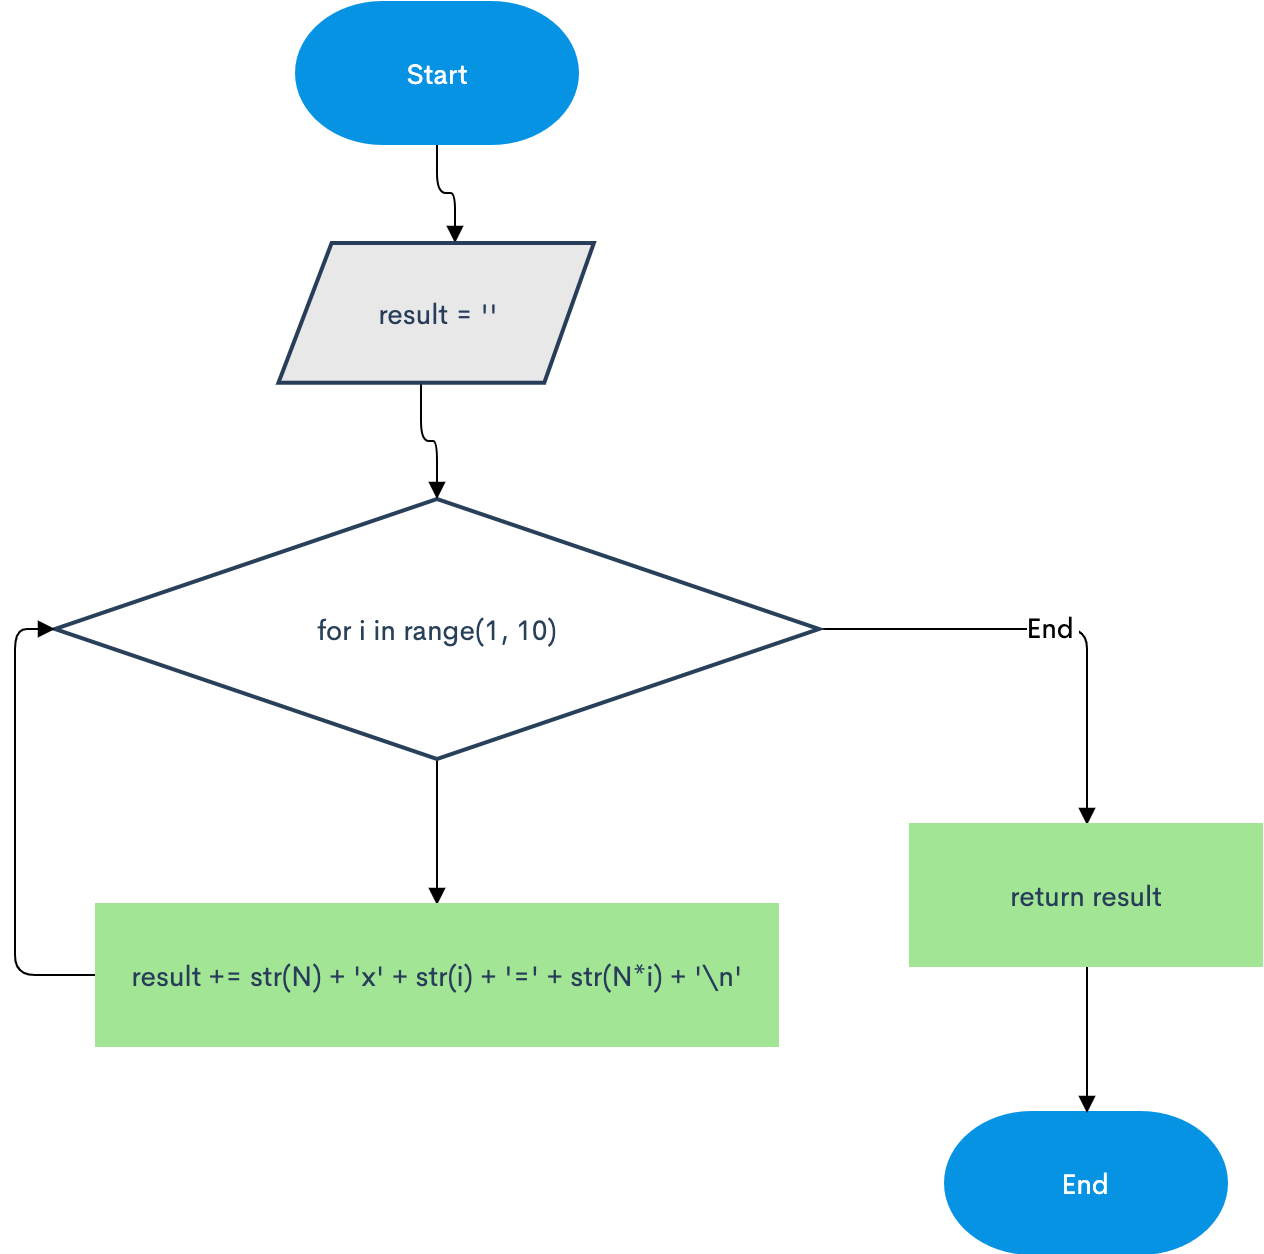 Start
result = ''
for i in range(1, 10)
End
result += str(N) + 'x' + str(i) + '=' + str(N*i) + '\n'
return result
End